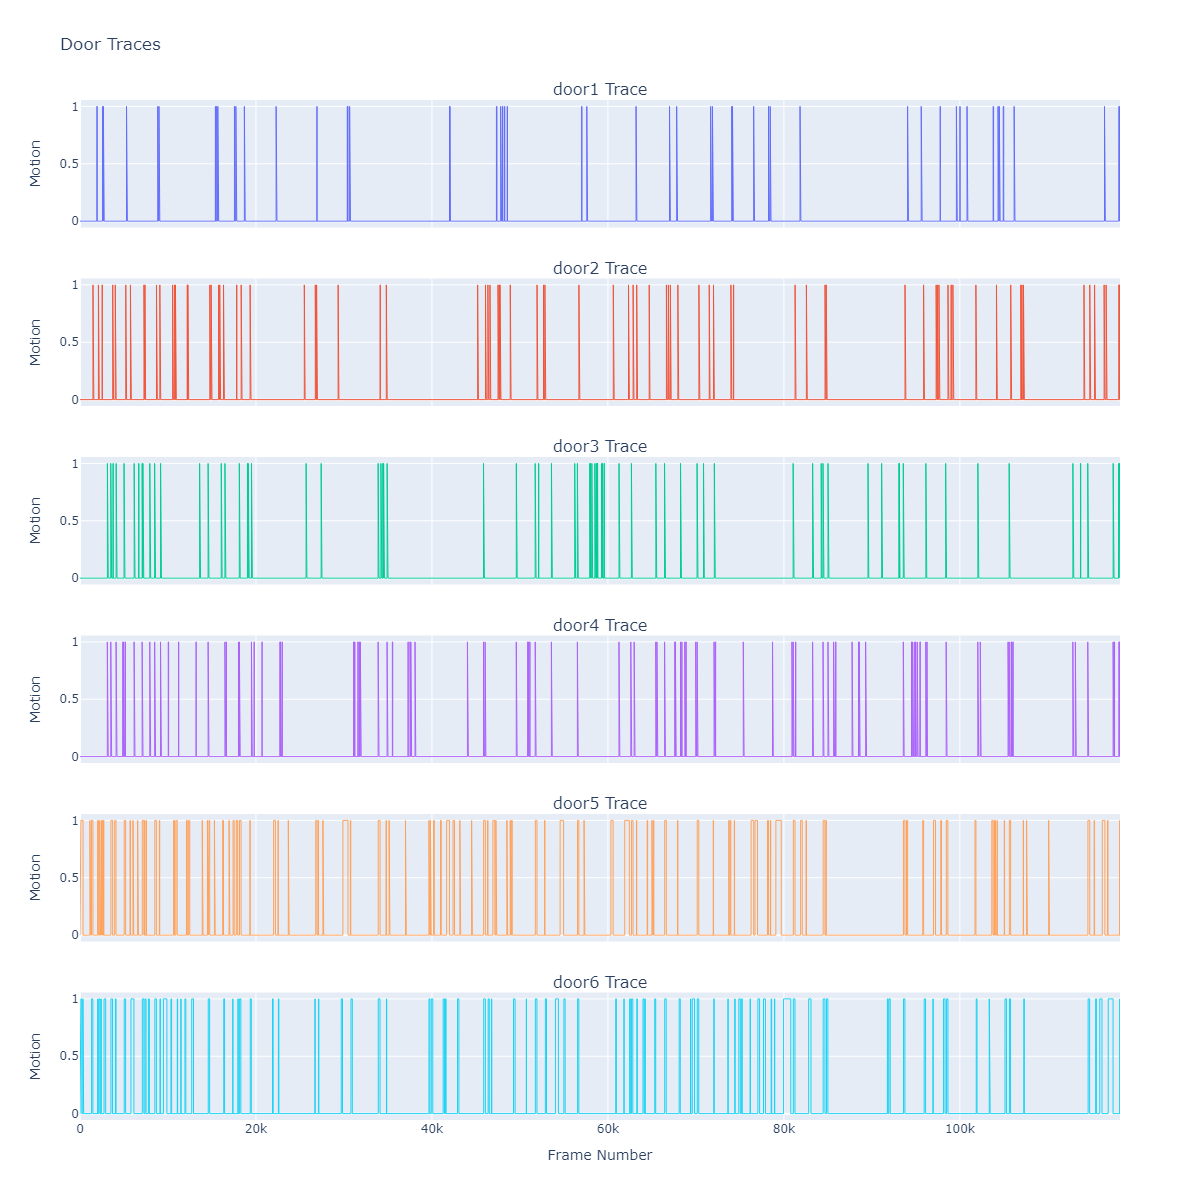 Door Traces
door1 Trace
1
0.5
0
Motion
door2 Trace
1
0.5
0
Motion
door3 Trace
1
0.5
0
Motion
door4 Trace
1
0.5
0
Motion
door5 Trace
1
0.5
0
Motion
door6 Trace
1
0.5
0
Motion
0 20k 40k 60k 80k 100k
Frame Number